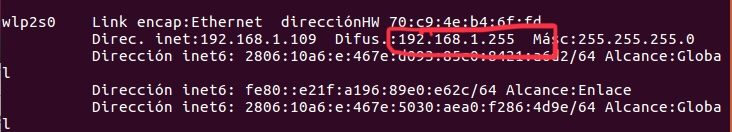 wlp2s0 Link encap:Ethernet direcciónHW 70:c9:4e:b4:6f:fd
Direc. inet:192.168.1.109 Difus.:192.168.1.255 Másc:255.255.255.0
Dirección inet6: 2806:10a6:e:467e:d093:85c0:8421:a6d2/64 Alcance:Globa
l
Dirección inet6: fe80::e21f:a196:89e0:e62c/64 Alcance:Enlace
Dirección inet6: 2806:10a6:e:467e:5030:aea0:f286:4d9e/64 Alcance:Globa
l